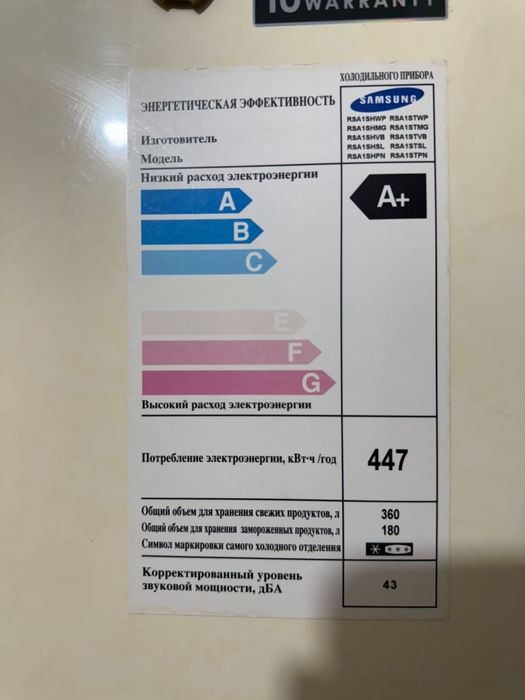 10 WARRANTY
ХОЛОДИЛЬНОГО ПРИБОРА
ЭНЕРГЕТИЧЕСКАЯ ЭФФЕКТИВНОСТЬ
SAMSUNG
RSA1SHWP RSA1STWP
RSA1SHMG RSA1STMG
Изготовитель
RSA1SHVB RSA1STVB
RSA1SHSL RSA1STSL
Модель
RSA1SHPN RSA1STPN
Низкий расход электроэнергии
A
A+
B
C
E
F
G
Высокий расход электроэнергии
Потребление электроэнергии, кВт·ч /год 447
Общий объем для хранения свежих продуктов, л 360
Общий объем для хранения замороженных продуктов, л 180
Символ маркировки самого холодного отделения
Корректированный уровень
звуковой мощности, дБА 43